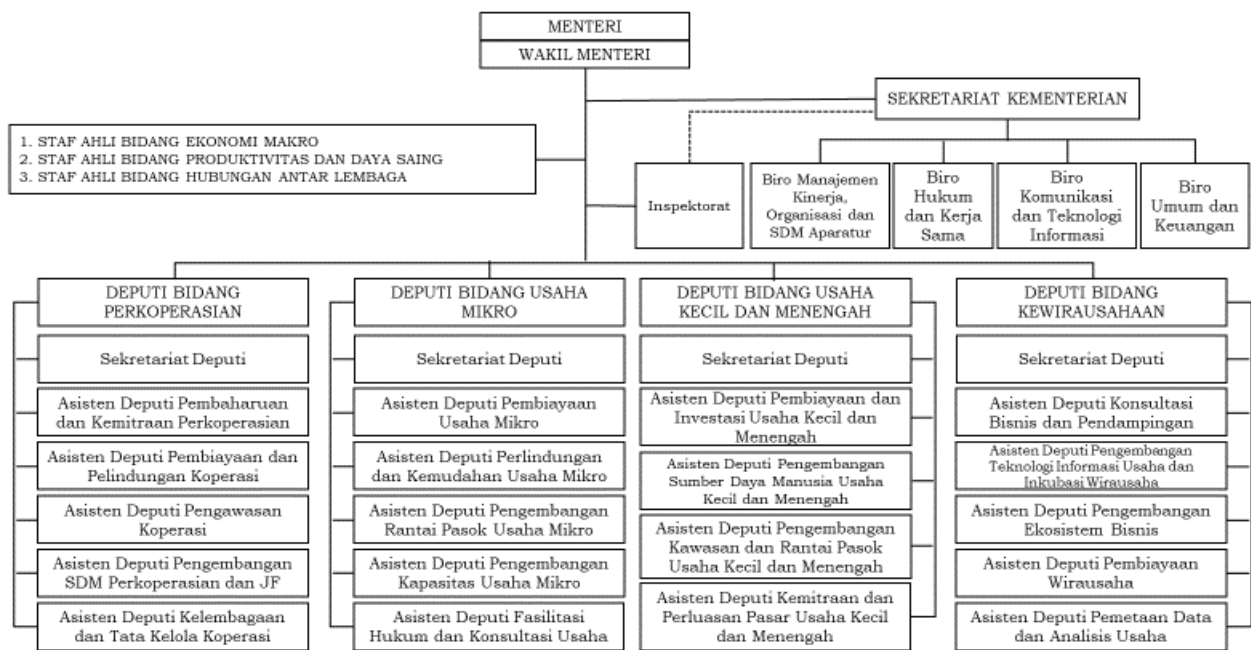 MENTERI
WAKIL MENTERI
SEKRETARIAT KEMENTERIAN
1. STAF AHLI BIDANG EKONOMI MAKRO
2. STAF AHLI BIDANG PRODUKTIVITAS DAN DAYA SAING
3. STAF AHLI BIDANG HUBUNGAN ANTAR LEMBAGA
Inspektorat
Biro Manajemen
Kinerja,
Organisasi dan
SDM Aparatur
Biro
Hukum
dan Kerja
Sama
Biro
Komunikasi
dan Teknologi
Informasi
Biro
Umum dan
Keuangan
DEPUTI BIDANG
PERKOPERASIAN
Sekretariat Deputi
Asisten Deputi Pembaharuan
dan Kemitraan Perkoperasian
Asisten Deputi Pembiayaan dan
Pelindungan Koperasi
Asisten Deputi Pengawasan
Koperasi
Asisten Deputi Pengembangan
SDM Perkoperasian dan JF
Asisten Deputi Kelembagaan
dan Tata Kelola Koperasi
DEPUTI BIDANG USAHA
MIKRO
Sekretariat Deputi
Asisten Deputi Pembiayaan
Usaha Mikro
Asisten Deputi Perlindungan
dan Kemudahan Usaha Mikro
Asisten Deputi Pengembangan
Rantai Pasok Usaha Mikro
Asisten Deputi Pengembangan
Kapasitas Usaha Mikro
Asisten Deputi Fasilitasi
Hukum dan Konsultasi Usaha
DEPUTI BIDANG USAHA
KECIL DAN MENENGAH
Sekretariat Deputi
Asisten Deputi Pembiayaan dan
Investasi Usaha Kecil dan
Menengah
Asisten Deputi Pengembangan
Sumber Daya Manusia Usaha
Kecil dan Menengah
Asisten Deputi Pengembangan
Kawasan dan Rantai Pasok
Usaha Kecil dan Menengah
Asisten Deputi Kemitraan dan
Perluasan Pasar Usaha Kecil
dan Menengah
DEPUTI BIDANG
KEWIRAUSAHAAN
Sekretariat Deputi
Asisten Deputi Konsultasi
Bisnis dan Pendampingan
Asisten Deputi Pengembangan
Teknologi Informasi Usaha dan
Inkubasi Wirausaha
Asisten Deputi Pengembangan
Ekosistem Bisnis
Asisten Deputi Pembiayaan
Wirausaha
Asisten Deputi Pemetaan Data
dan Analisis Usaha